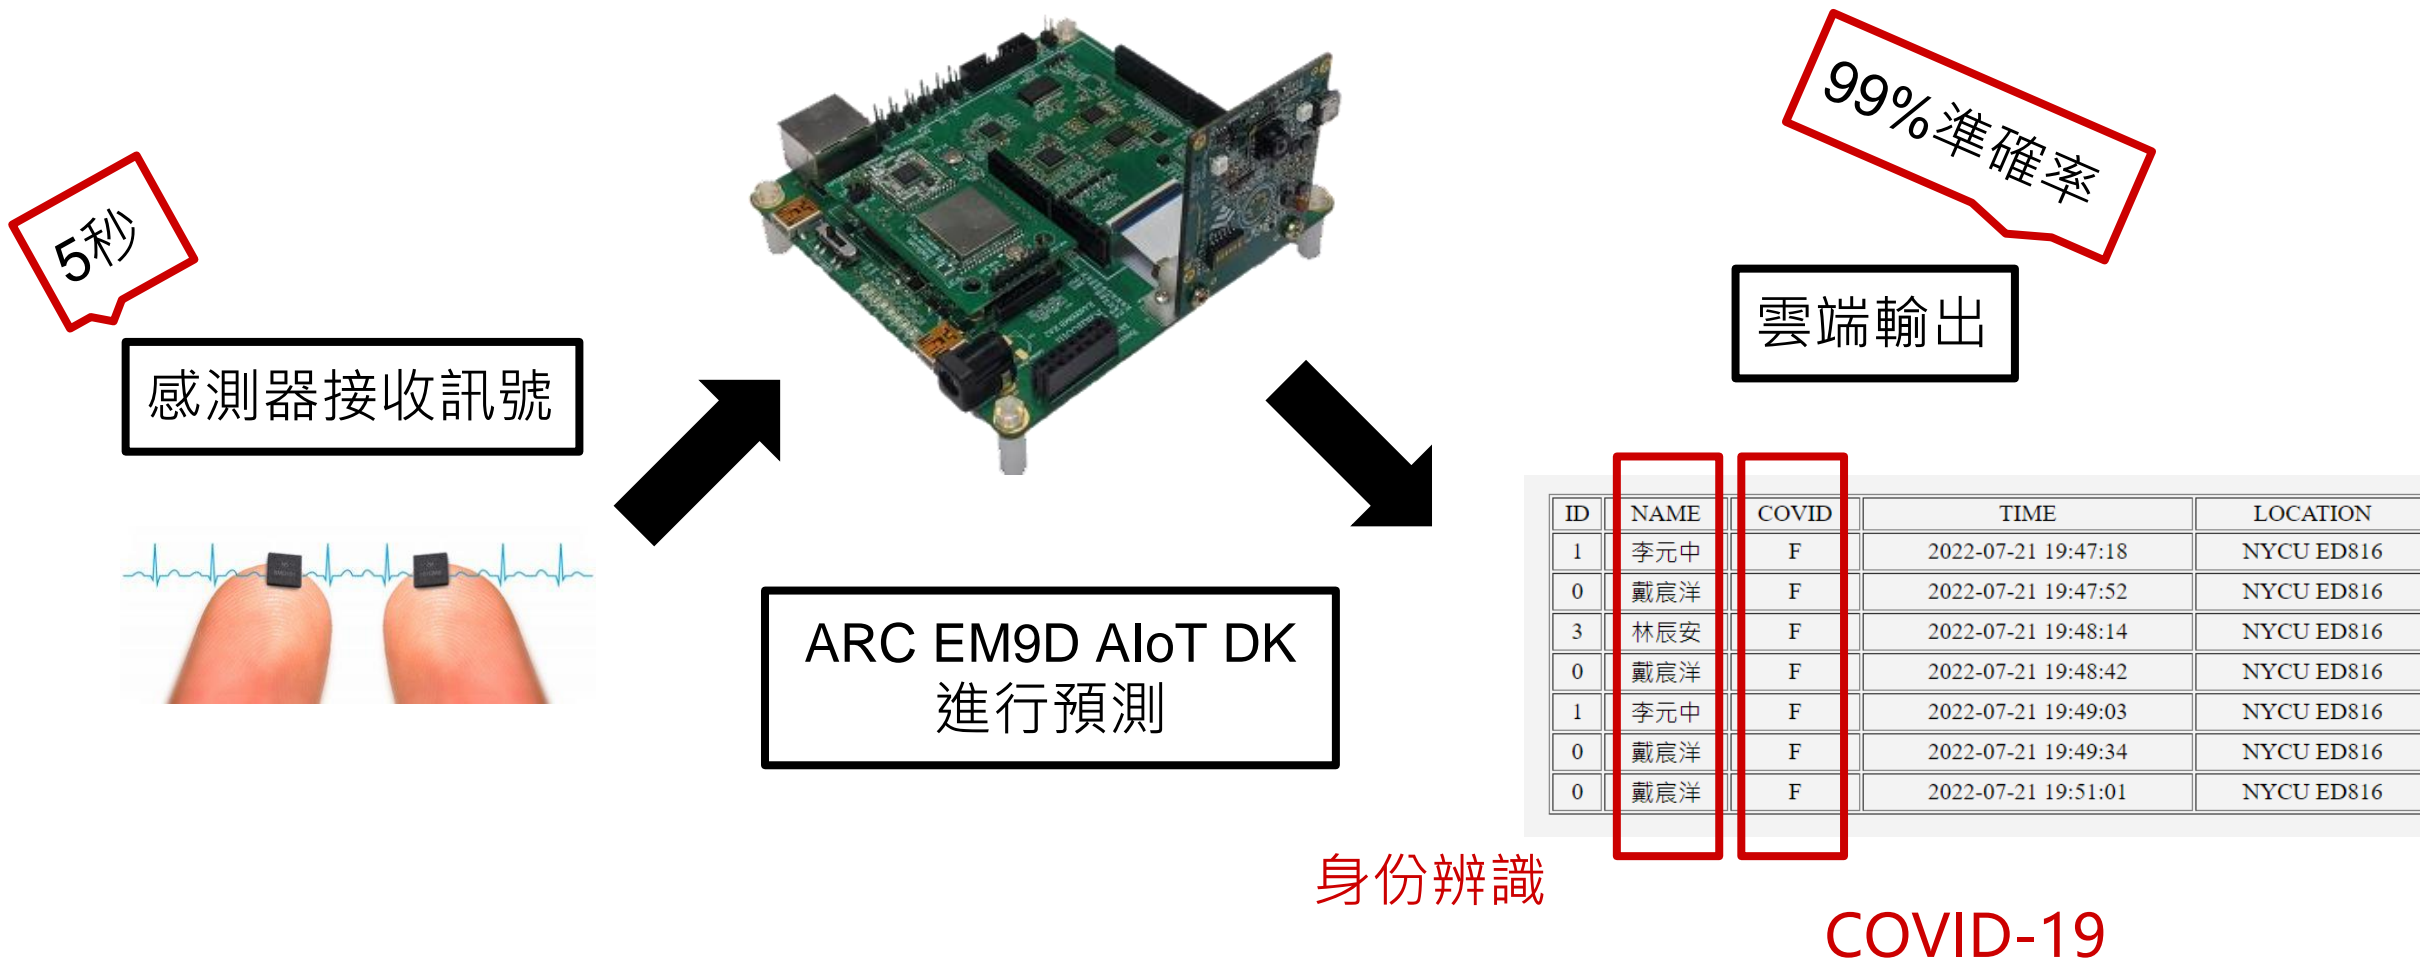 5秒
感測器接收訊號
ARC EM9D AIoT DK
進行預測
99%準確率
雲端輸出
ID NAME COVID TIME LOCATION
1 李元中 F 2022-07-21 19:47:18 NYCU ED816
0 戴宸洋 F 2022-07-21 19:47:52 NYCU ED816
3 林辰安 F 2022-07-21 19:48:14 NYCU ED816
0 戴宸洋 F 2022-07-21 19:48:42 NYCU ED816
1 李元中 F 2022-07-21 19:49:03 NYCU ED816
0 戴宸洋 F 2022-07-21 19:49:34 NYCU ED816
0 戴宸洋 F 2022-07-21 19:51:01 NYCU ED816
身份辨識
COVID-19